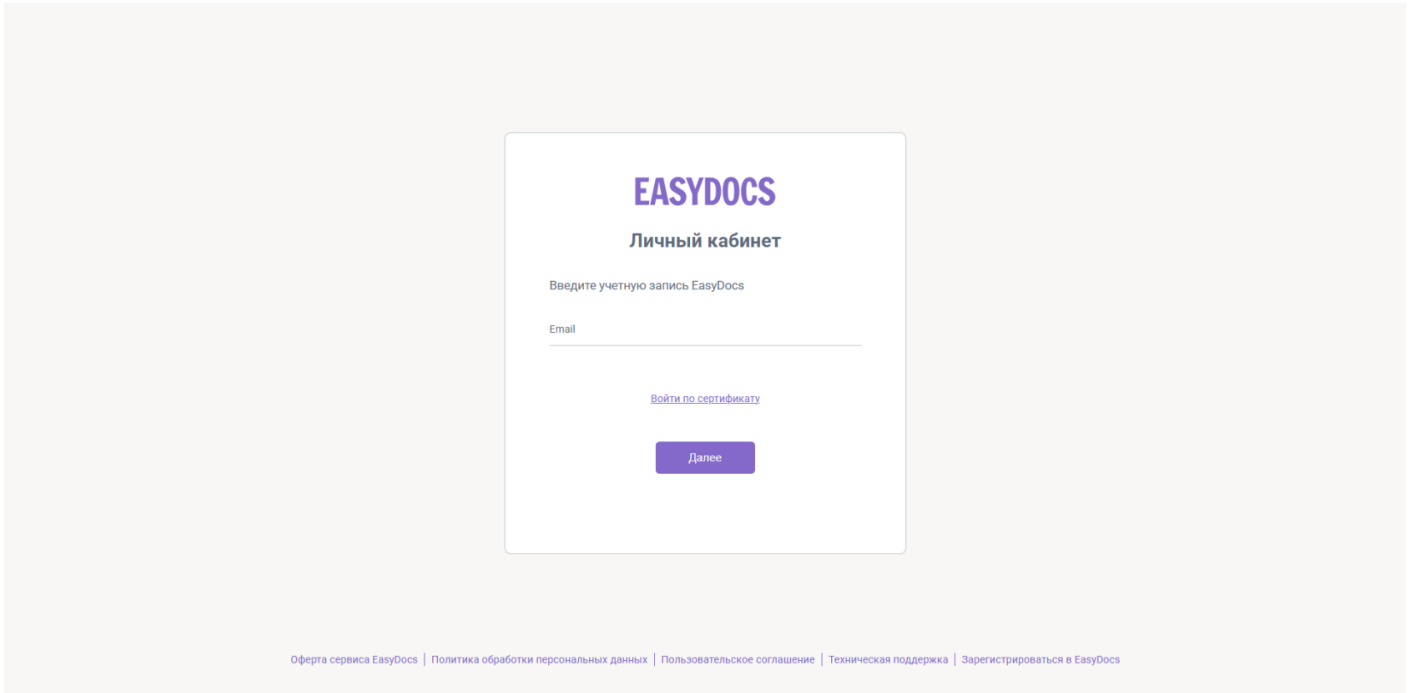 EASYDOCS
Личный кабинет
Введите учетную запись EasyDocs
Email
Войти по сертификату
Далее
Оферта сервиса EasyDocs | Политика обработки персональных данных | Пользовательское соглашение | Техническая поддержка | Зарегистрироваться в EasyDocs